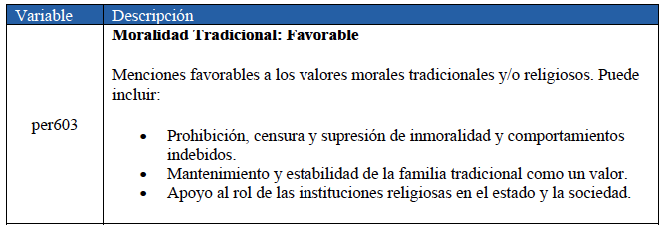 Variable Descripción
Moralidad Tradicional: Favorable
Menciones favorables a los valores morales tradicionales y/o religiosos. Puede
incluir:
per603
• Prohibición, censura y supresión de inmoralidad y comportamientos
indebidos.
• Mantenimiento y estabilidad de la familia tradicional como un valor.
• Apoyo al rol de las instituciones religiosas en el estado y la sociedad.